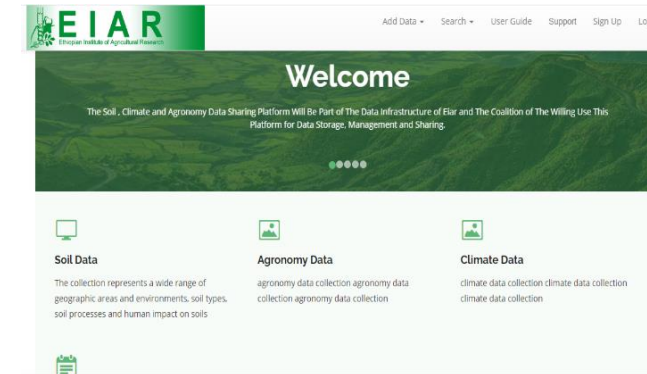 EIAR
Ethiopian Institute of Agricultural Research
Add Data Search User Guide Support Sign Up Lo
Welcome
The Soil , Climate and Agronomy Data Sharing Platform Will Be Part of The Data Infrastructure of Eiar and The Coalition of The Willing Use This
Platform for Data Storage, Management and Sharing.
Soil Data
The collection represents a wide range of
geographic areas and environments, soil types,
soil processes and human impact on soils
Agronomy Data
agronomy data collection agronomy data
collection agronomy data collection
Climate Data
climate data collection climate data collection
climate data collection